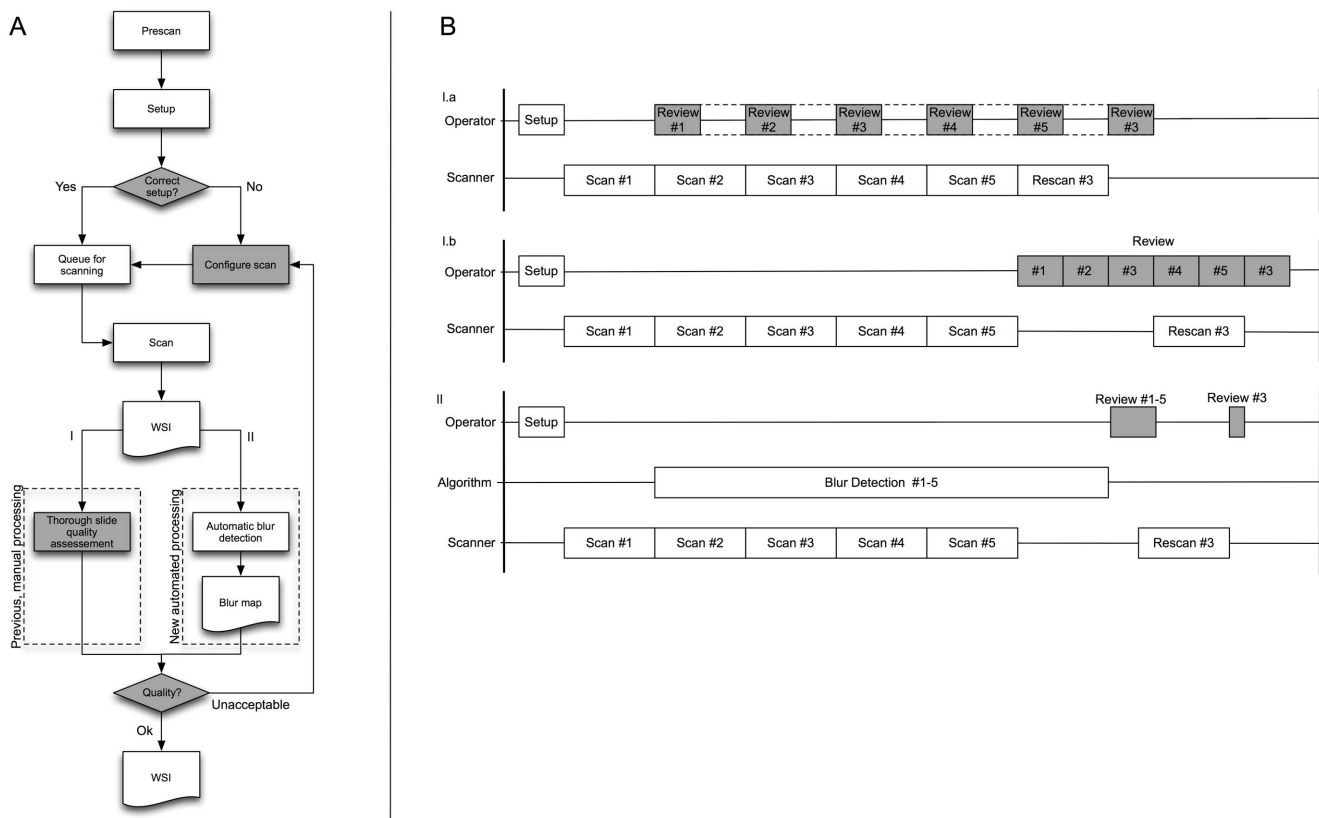 A
Prescan
Setup
Correct
setup?
Yes
No
Queue for
scanning
Configure scan
Scan
WSI
I
II
Previous, manual processing
Thorough slide
quality
assessement
New automated processing
Automatic blur
detection
Blur map
Quality?
Unacceptable
Ok
WSI
B
I.a
Operator
Setup
Review
#1
Review
#2
Review
#3
Review
#4
Review
#5
Review
#3
Scanner
Scan #1
Scan #2
Scan #3
Scan #4
Scan #5
Rescan #3
I.b
Review
Operator
Setup
#1
#2
#3
#4
#5
#3
Scanner
Scan #1
Scan #2
Scan #3
Scan #4
Scan #5
Rescan #3
II
Review #1-5
Review #3
Operator
Setup
Algorithm
Blur Detection #1-5
Scanner
Scan #1
Scan #2
Scan #3
Scan #4
Scan #5
Rescan #3